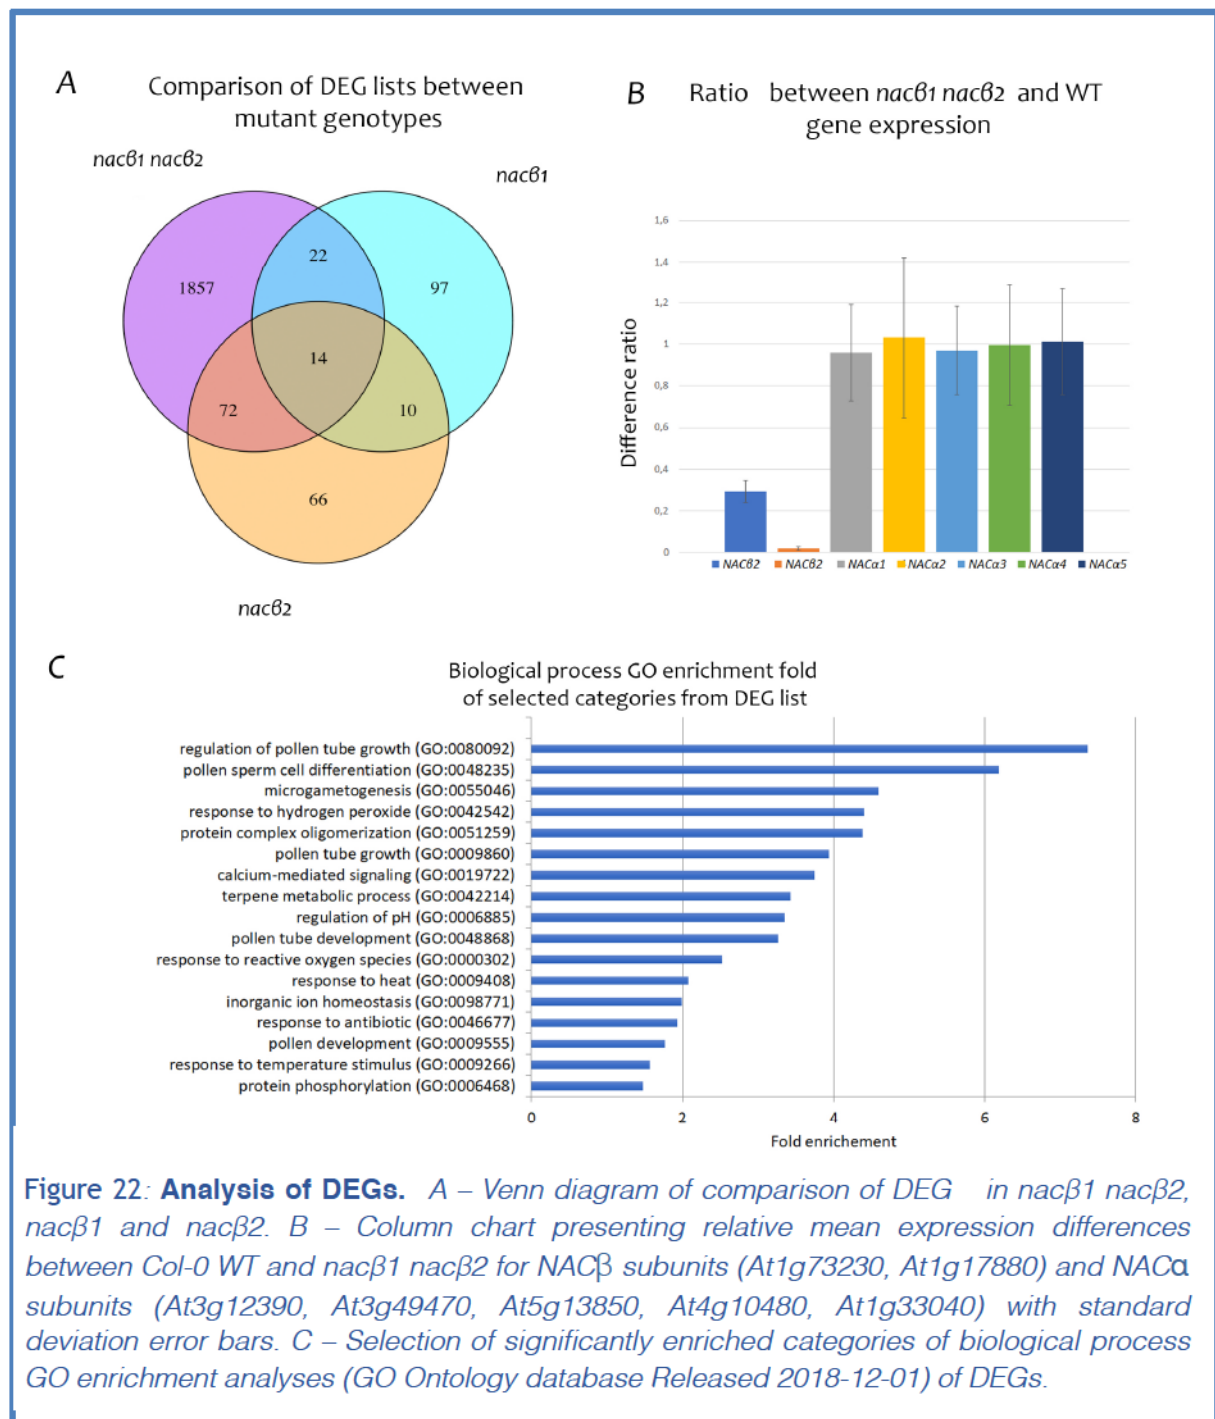 A
Comparison of DEG lists between
mutant genotypes
nacβ1 nacβ2
nacβ1
22
1857
97
14
72
10
66
nacβ2
B
Ratio between nacβ1 nacβ2 and WT
gene expression
Difference ratio
1,6
1,4
1,2
1
0,8
0,6
0,4
0,2
0
NACβ2 NACβ2 NACα1 NACα2 NACα3 NACα4 NACα5
C
Biological process GO enrichment fold
of selected categories from DEG list
regulation of pollen tube growth (GO:0080092)
pollen sperm cell differentiation (GO:0048235)
microgametogenesis (GO:0055046)
response to hydrogen peroxide (GO:0042542)
protein complex oligomerization (GO:0051259)
pollen tube growth (GO:0009860)
calcium-mediated signaling (GO:0019722)
terpene metabolic process (GO:0042214)
regulation of pH (GO:0006885)
pollen tube development (GO:0048868)
response to reactive oxygen species (GO:0000302)
response to heat (GO:0009408)
inorganic ion homeostasis (GO:0098771)
response to antibiotic (GO:0046677)
pollen development (GO:0009555)
response to temperature stimulus (GO:0009266)
protein phosphorylation (GO:0006468)
0 2 4 6 8
Fold enrichement
Figure 22: Analysis of DEGs. A – Venn diagram of comparison of DEG in nacβ1 nacβ2,
nacβ1 and nacβ2. B – Column chart presenting relative mean expression differences
between Col-0 WT and nacβ1 nacβ2 for NACβ subunits (At1g73230, At1g17880) and NACα
subunits (At3g12390, At3g49470, At5g13850, At4g10480, At1g33040) with standard
deviation error bars. C – Selection of significantly enriched categories of biological process
GO enrichment analyses (GO Ontology database Released 2018-12-01) of DEGs.